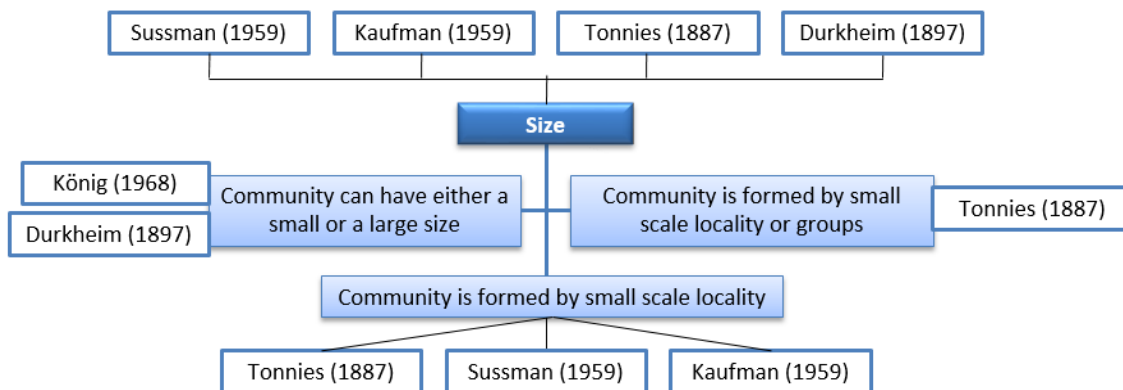 Sussman (1959)
Kaufman (1959)
Tonnies (1887)
Durkheim (1897)
Size
König (1968)
Durkheim (1897)
Community can have either a
small or a large size
Community is formed by small
scale locality or groups
Tonnies (1887)
Community is formed by small scale locality
Tonnies (1887)
Sussman (1959)
Kaufman (1959)